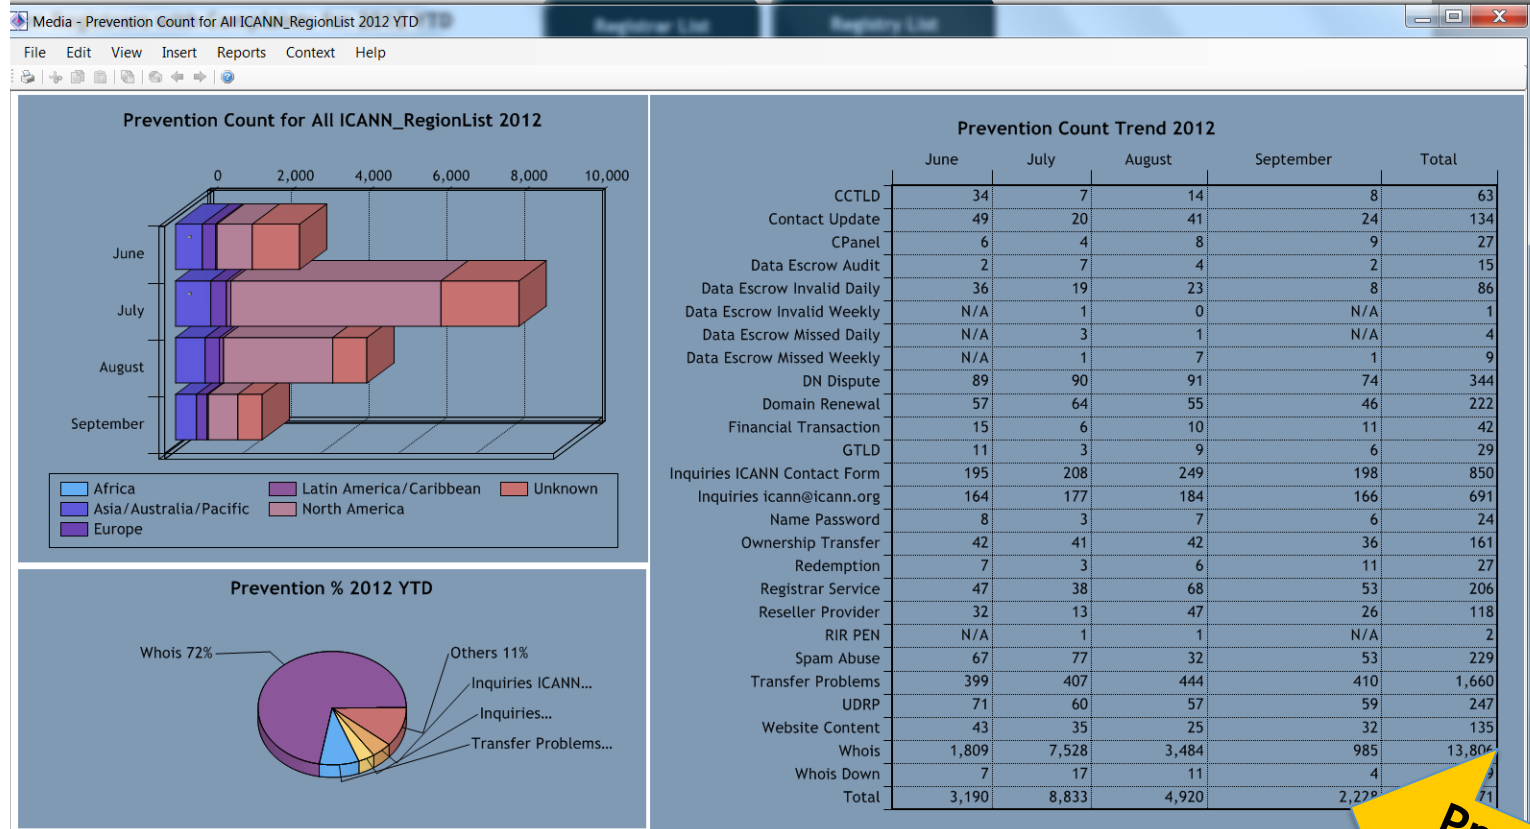 Media - Prevention Count for All ICANN_RegionList 2012 YTD
Registrar List Registry List
File Edit View Insert Reports Context Help
Prevention Count for All ICANN_RegionList 2012
0 2,000 4,000 6,000 8,000 10,000
June
July
August
September
Africa Latin America/Caribbean Unknown
Asia/Australia/Pacific North America
Europe
Prevention % 2012 YTD
Whois 72% Others 11%
Inquiries ICANN...
Inquiries...
Transfer Problems...
Prevention Count Trend 2012
June July August September Total
CCTLD 34 7 14 8 63
Contact Update 49 20 41 24 134
CPanel 6 4 8 9 27
Data Escrow Audit 2 7 4 2 15
Data Escrow Invalid Daily 36 19 23 8 86
Data Escrow Invalid Weekly N/A 1 0 N/A 1
Data Escrow Missed Daily N/A 3 1 N/A 4
Data Escrow Missed Weekly N/A 1 7 1 9
DN Dispute 89 90 91 74 344
Domain Renewal 57 64 55 46 222
Financial Transaction 15 6 10 11 42
GTLD 11 3 9 6 29
Inquiries ICANN Contact Form 195 208 249 198 850
Inquiries icann@icann.org 164 177 184 166 691
Name Password 8 3 7 6 24
Ownership Transfer 42 41 42 36 161
Redemption 7 3 6 11 27
Registrar Service 47 38 68 53 206
Reseller Provider 32 13 47 26 118
RIR PEN N/A 1 1 N/A 2
Spam Abuse 67 77 32 53 229
Transfer Problems 399 407 444 410 1,660
UDRP 71 60 57 59 247
Website Content 43 35 25 32 135
Whois 1,809 7,528 3,484 985 13,806
Whois Down 7 17 11 4
Total 3,190 8,833 4,920 2,228